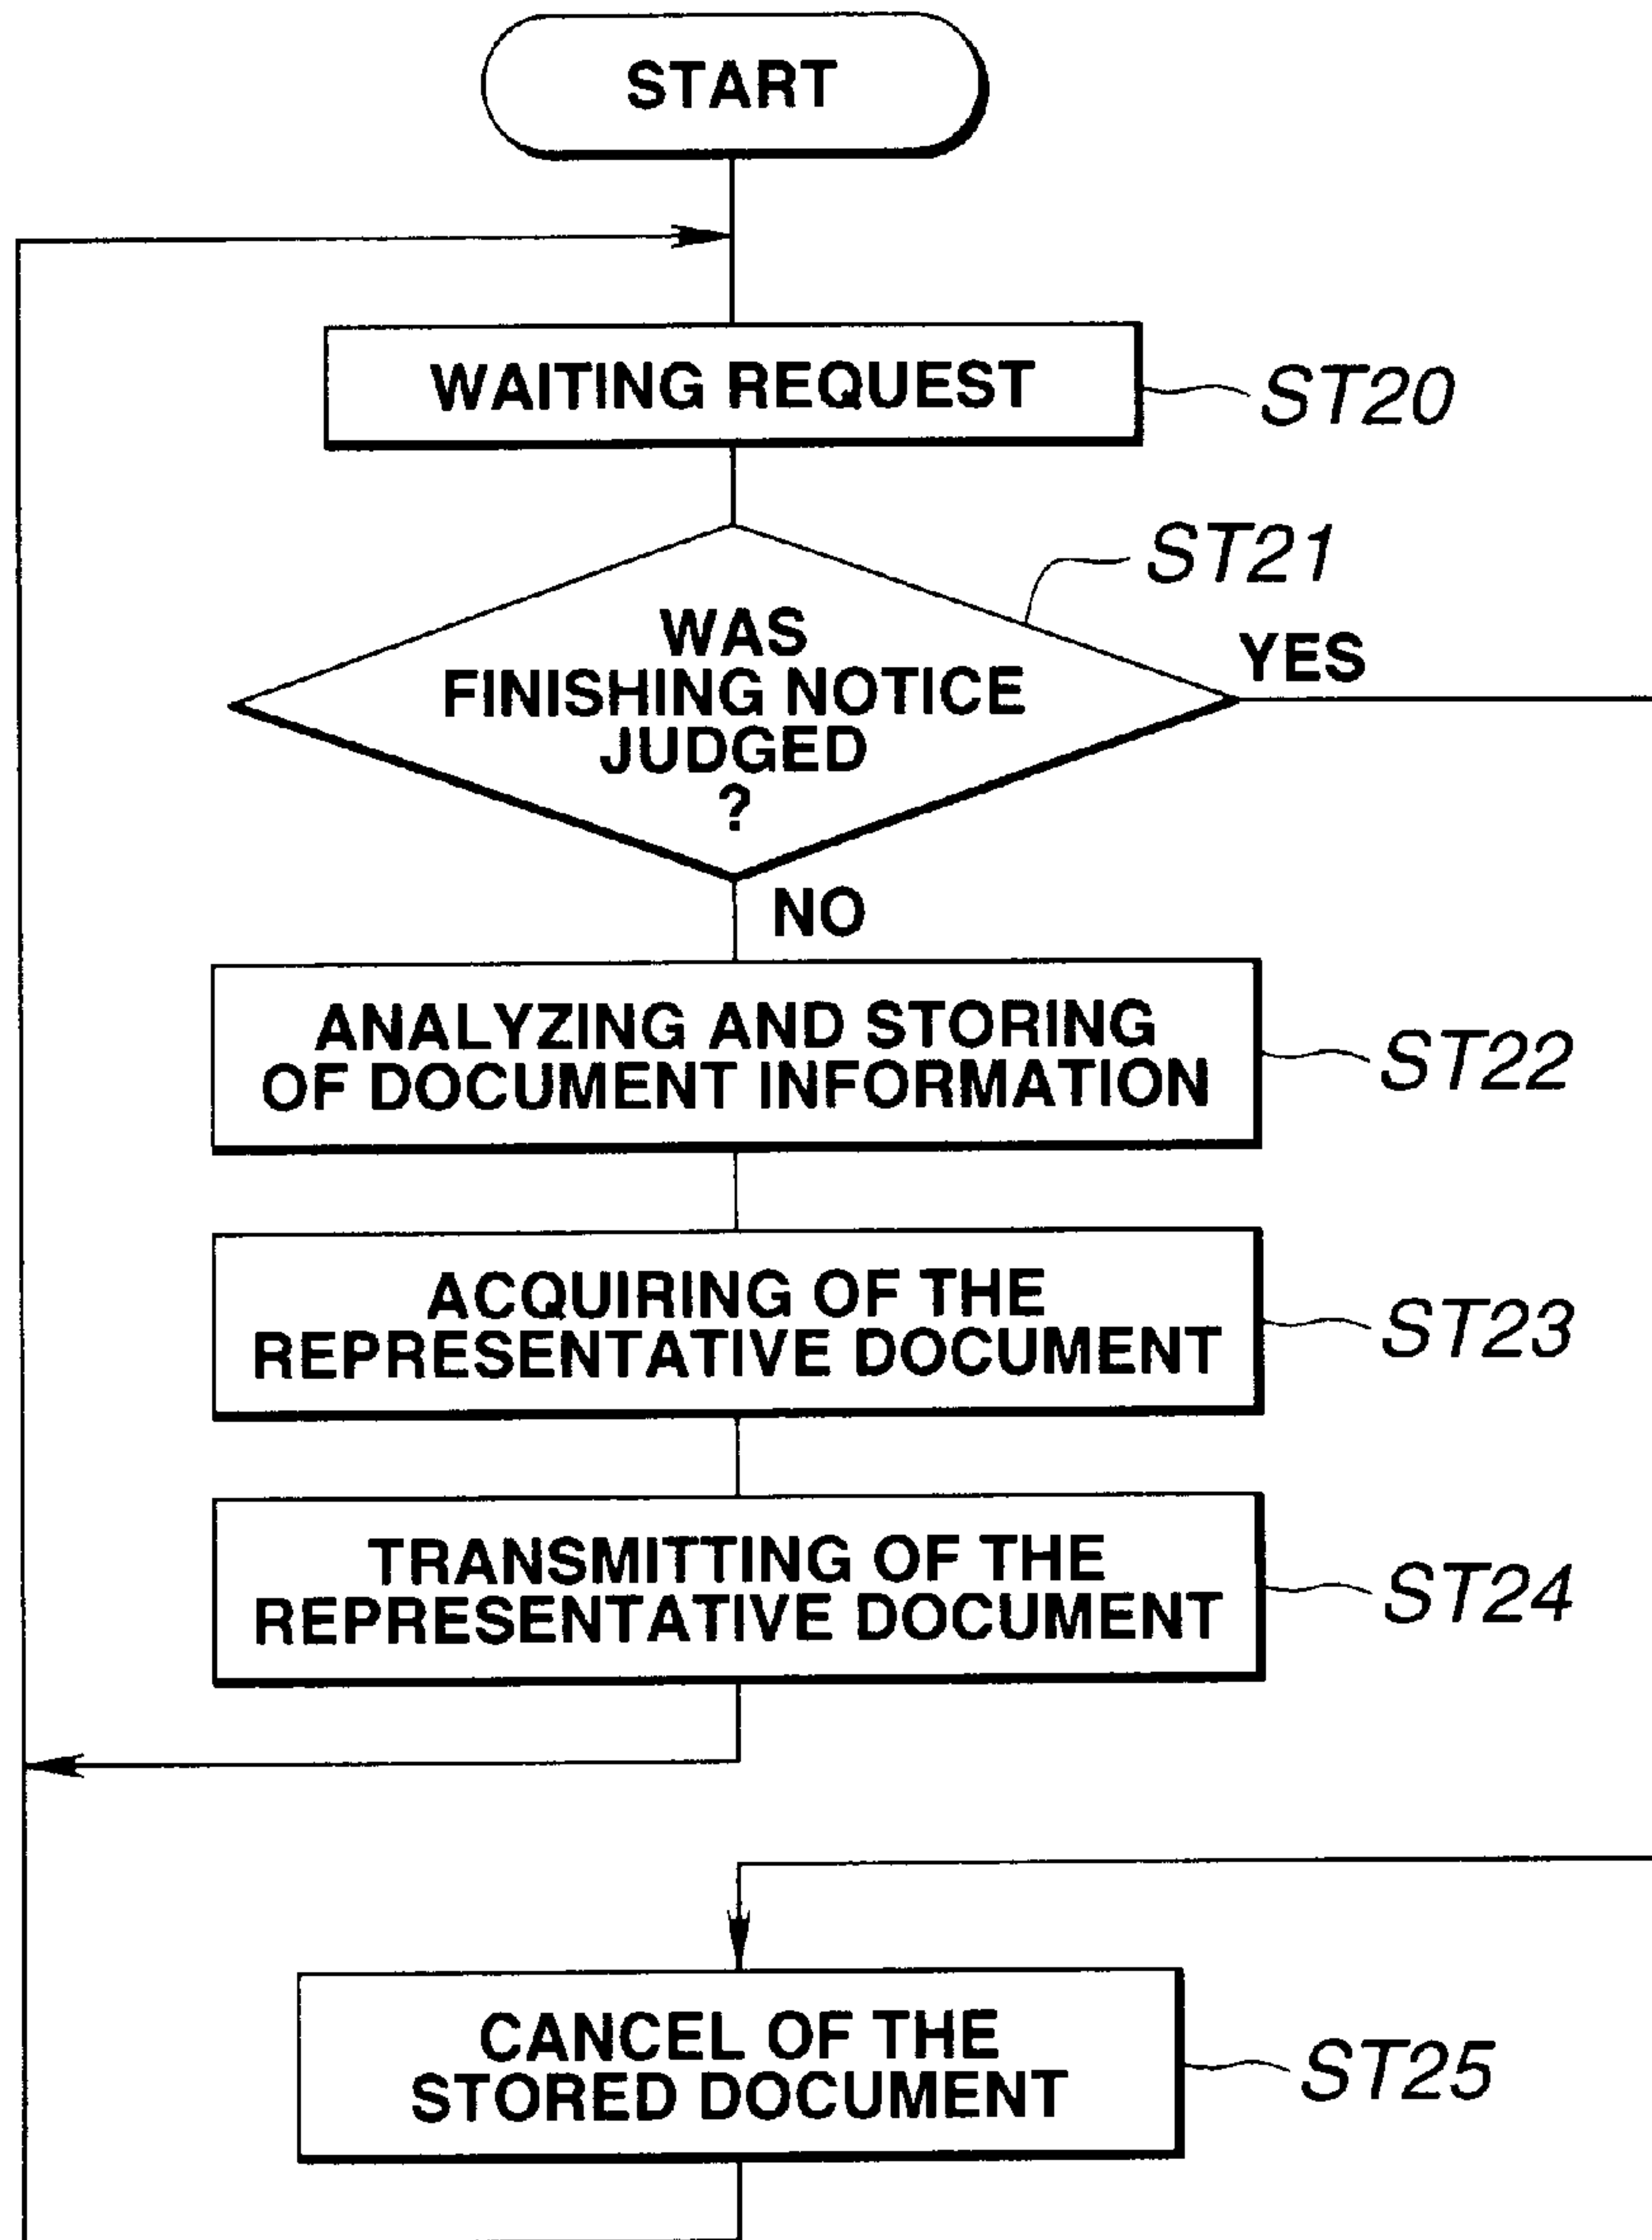 START
WAITING REQUEST
ST20
ST21
WAS
FINISHING NOTICE
JUDGED
?
YES
NO
ANALYZING AND STORING
OF DOCUMENT INFORMATION
ST22
ACQUIRING OF THE
REPRESENTATIVE DOCUMENT
ST23
TRANSMITTING OF THE
REPRESENTATIVE DOCUMENT
ST24
CANCEL OF THE
STORED DOCUMENT
ST25